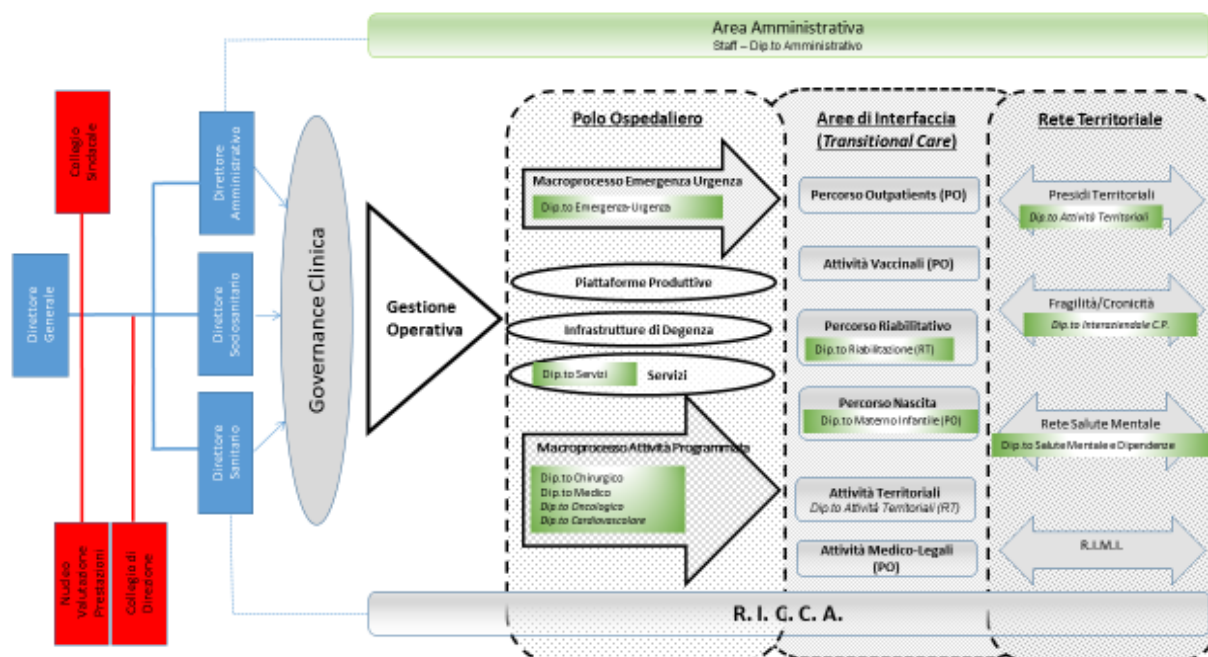 Area Amministrativa
Staff – Dip.to Amministrativo
Collegio
Sindacale
Direttore
Generale
Nucleo
Valutazione
Prestazioni
Collegio di
Direzione
Direttore
Amministrativo
Direttore
Sociosanitario
Direttore
Sanitario
Governance Clinica
Gestione
Operativa
Polo Ospedaliero
Macroprocesso Emergenza Urgenza
Dip.to Emergenza-Urgenza
Piattaforme Produttive
Infrastrutture di Degenza
Dip.to Servizi
Servizi
Macroprocesso Attività Programmata
Dip.to Chirurgico
Dip.to Medico
Dip.to Oncologico
Dip.to Cardiovascolare
Aree di Interfaccia
(Transitional Care)
Percorso Outpatients (PO)
Attività Vaccinali (PO)
Percorso Riabilitativo
Dip.to Riabilitazione (RT)
Percorso Nascita
Dip.to Materno Infantile (PO)
Attività Territoriali
Dip.to Attività Territoriali (RT)
Attività Medico-Legali
(PO)
Rete Territoriale
Presidi Territoriali
Dip.to Attività Territoriali
Fragilità/Cronicità
Dip.to Interaziendale C.P.
Rete Salute Mentale
Dip.to Salute Mentale e Dipendenze
R.I.M.I.
R. I. G. C. A.